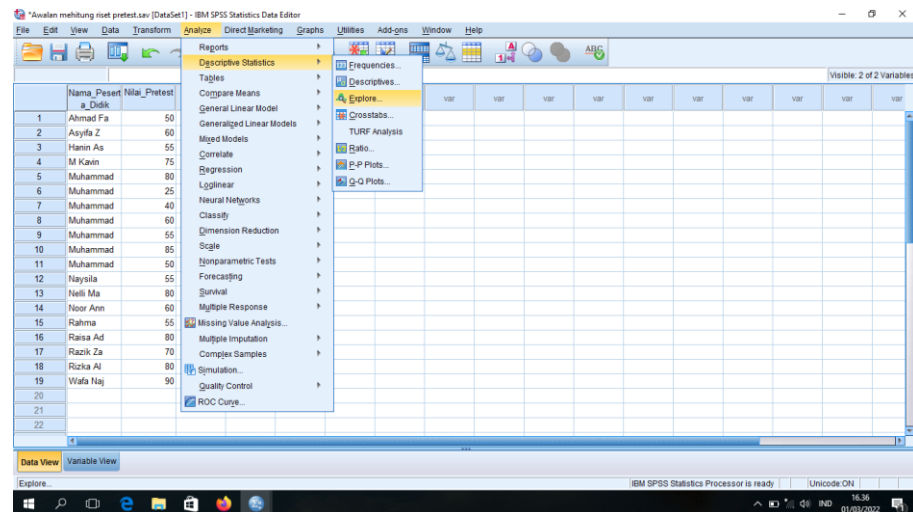 *Awalan mehitung riset pretest.sav [DataSet1] - IBM SPSS Statistics Data Editor
File Edit View Data Transform Analyze Direct Marketing Graphs Utilities Add-ons Window Help
Visible: 2 of 2 Variables
Nama_Pesert a_Didik Nilai_Pretest var var var var var var var var
1 Ahmad Fa 50
2 Asyifa Z 60
3 Hanin As 55
4 M Kavin 75
5 Muhammad 80
6 Muhammad 25
7 Muhammad 40
8 Muhammad 60
9 Muhammad 55
10 Muhammad 85
11 Muhammad 50
12 Naysila 55
13 Nelli Ma 80
14 Noor Ann 60
15 Rahma 55
16 Raisa Ad 80
17 Razik Za 70
18 Rizka Al 80
19 Wafa Naj 90
20
21
22
Reports
Descriptive Statistics
Tables
Compare Means
General Linear Model
Generalized Linear Models
Mixed Models
Correlate
Regression
Loglinear
Neural Networks
Classify
Dimension Reduction
Scale
Nonparametric Tests
Forecasting
Survival
Multiple Response
Missing Value Analysis...
Multiple Imputation
Complex Samples
Simulation...
Quality Control
ROC Curve...
Frequencies...
Descriptives...
Explore...
Crosstabs...
TURF Analysis
Ratio...
P-P Plots...
Q-Q Plots...
Data View Variable View
Explore... IBM SPSS Statistics Processor is ready Unicode:ON
IND 16.36
01/03/2022